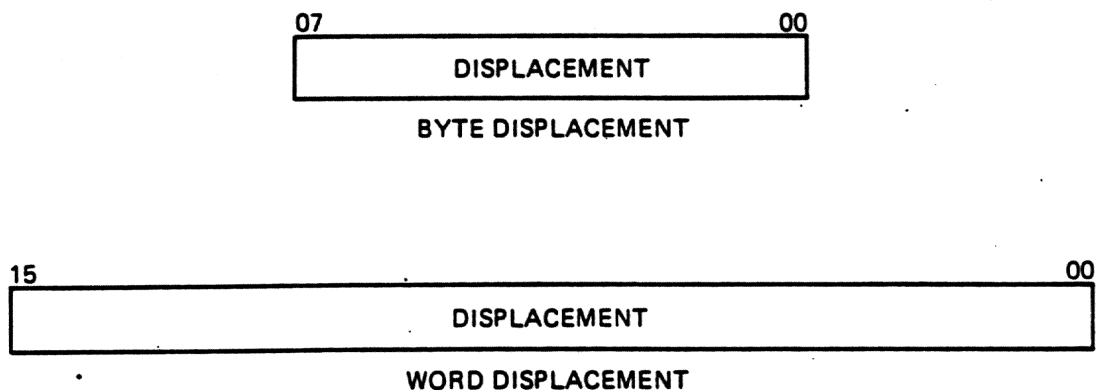 07 00
DISPLACEMENT
BYTE DISPLACEMENT
15 00
DISPLACEMENT
WORD DISPLACEMENT